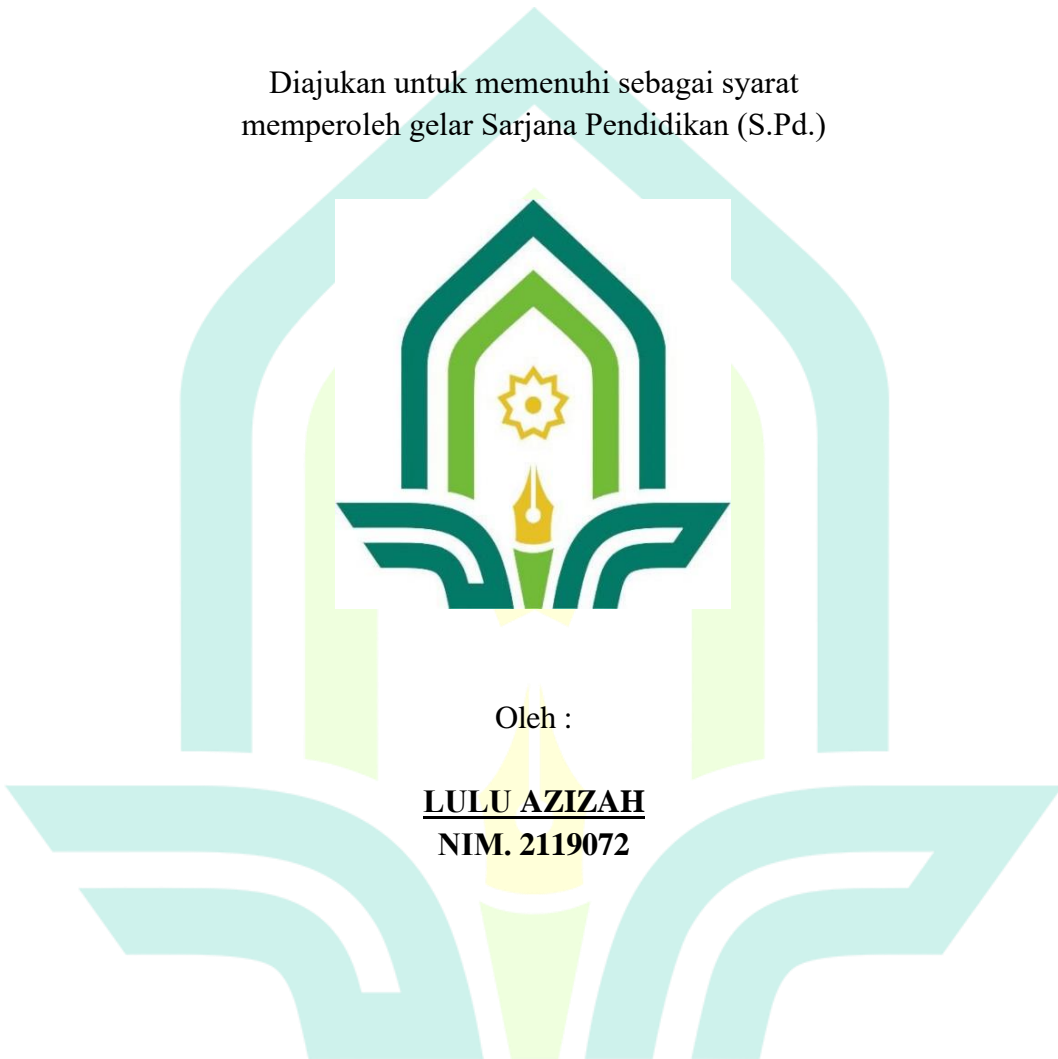 Diajukan untuk memenuhi sebagai syarat
memperoleh gelar Sarjana Pendidikan (S.Pd.)
Oleh :
LULU AZIZAH
NIM. 2119072